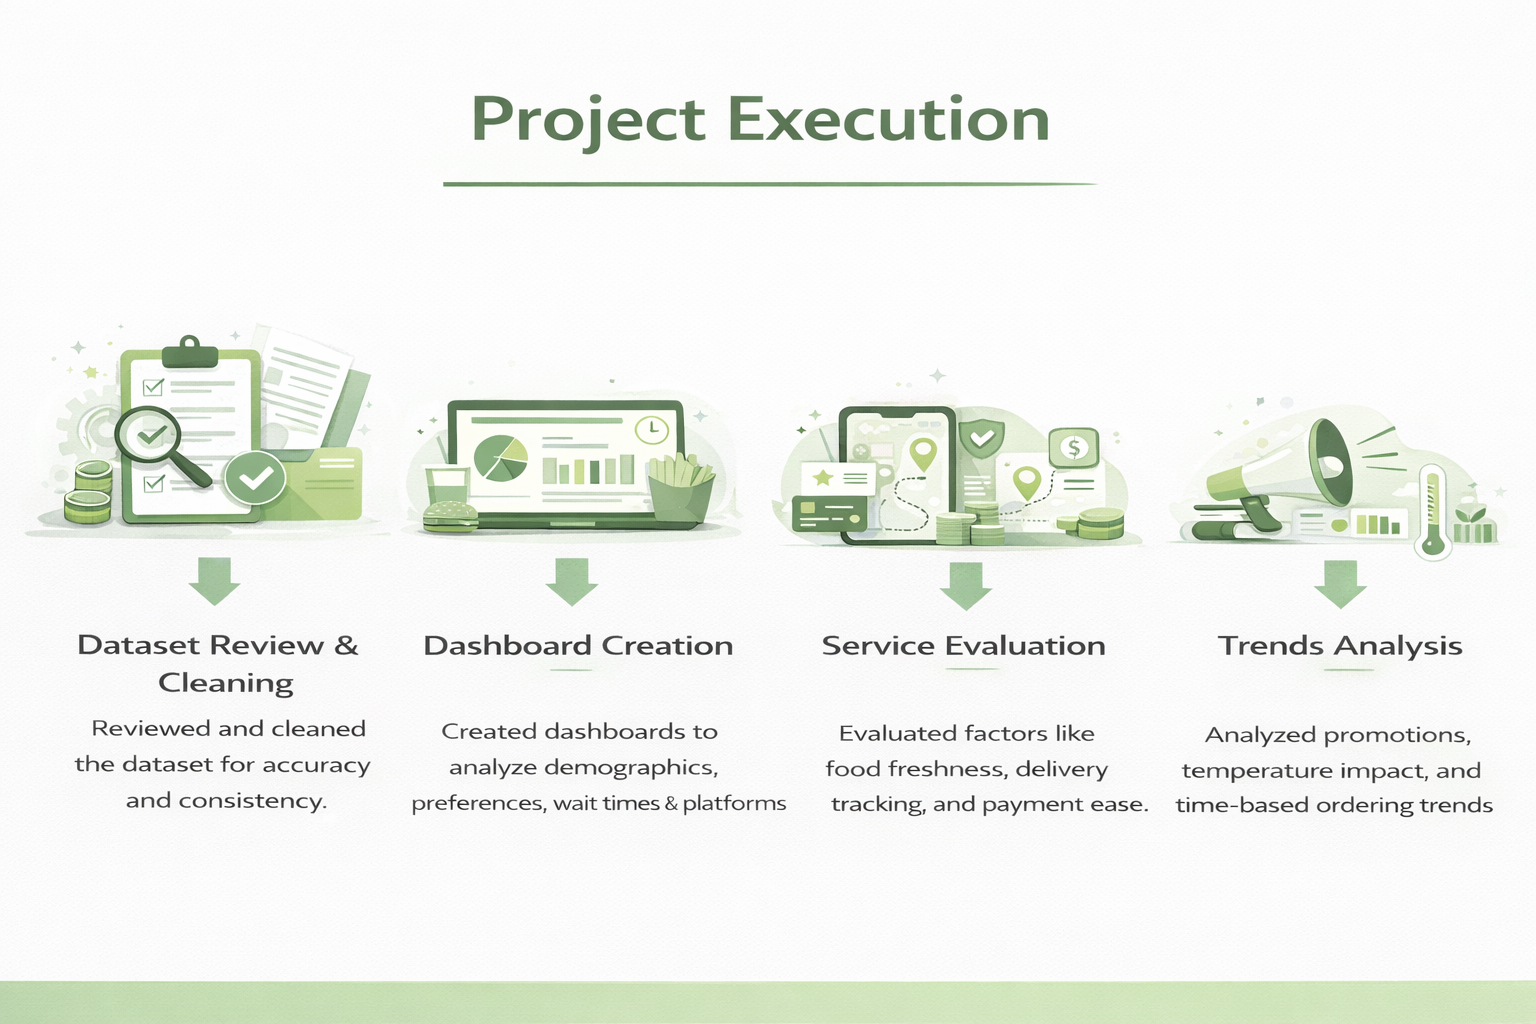 Project Execution
$
Dataset Review &
Cleaning
Reviewed and cleaned
the dataset for accuracy
and consistency.
Dashboard Creation
Created dashboards to
analyze demographics,
preferences, wait times & platforms
Service Evaluation
Evaluated factors like
food freshness, delivery
tracking, and payment ease.
Trends Analysis
Analyzed promotions,
temperature impact, and
time-based ordering trends